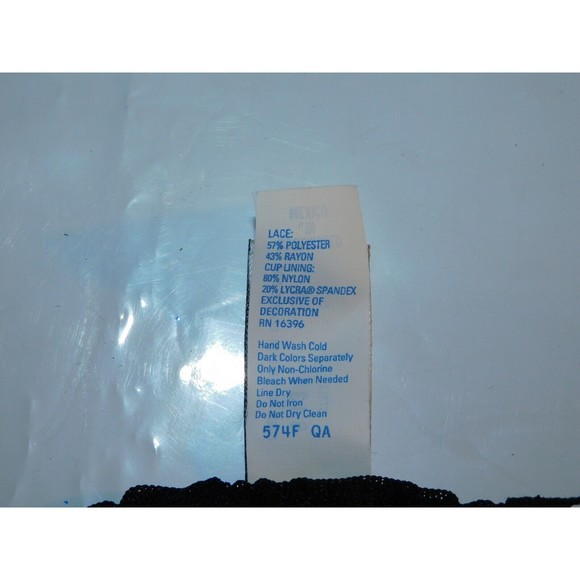 LACE:
57% POLYESTER
43% RAYON
CUP LINING:
80% NYLON
20% LYCRA® SPANDEX
EXCLUSIVE OF
DECORATION
RN 16396
Hand Wash Cold
Dark Colors Separately
Only Non-Chlorine
Bleach When Needed
Line Dry
Do Not Iron
Do Not Dry Clean
574F QA